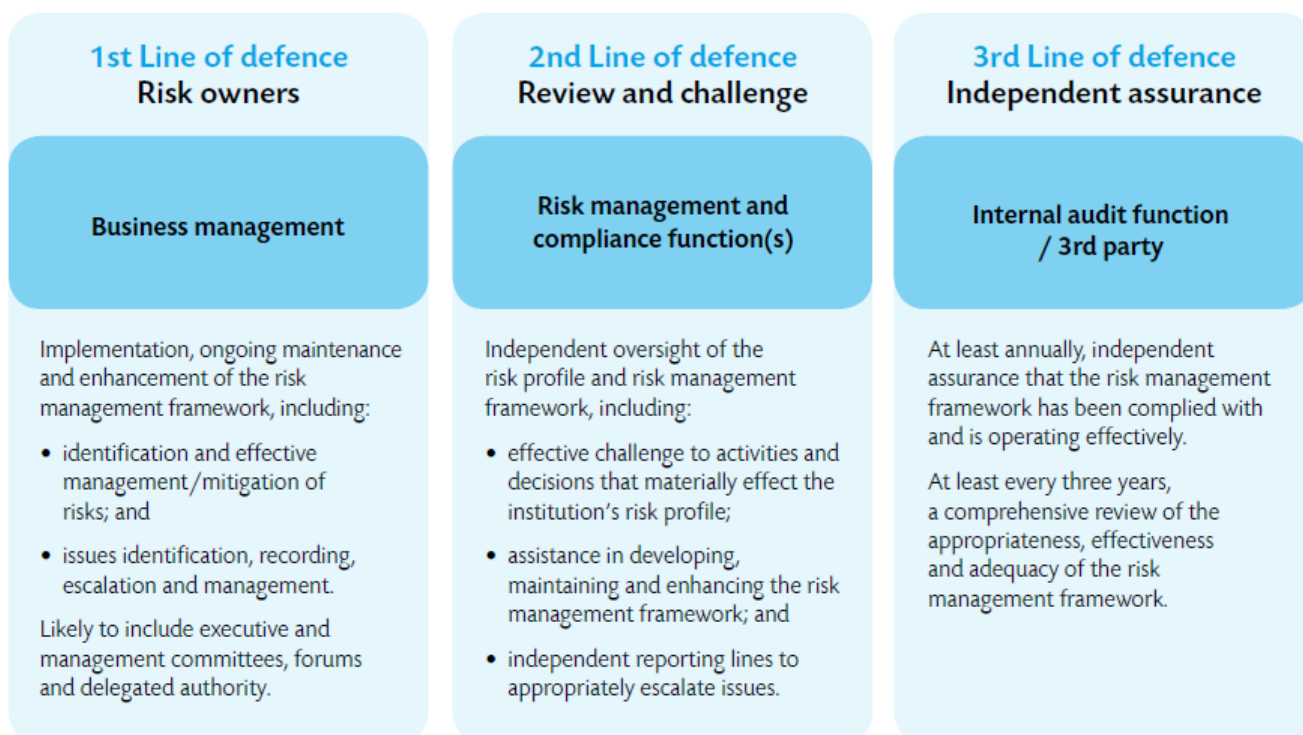 1st Line of defence
Risk owners
Business management
Implementation, ongoing maintenance
and enhancement of the risk
management framework, including:
• identification and effective
management/mitigation of
risks; and
• issues identification, recording,
escalation and management.
Likely to include executive and
management committees, forums
and delegated authority.
2nd Line of defence
Review and challenge
Risk management and
compliance function(s)
Independent oversight of the
risk profile and risk management
framework, including:
• effective challenge to activities and
decisions that materially effect the
institution's risk profile;
• assistance in developing,
maintaining and enhancing the risk
management framework; and
• independent reporting lines to
appropriately escalate issues.
3rd Line of defence
Independent assurance
Internal audit function
/ 3rd party
At least annually, independent
assurance that the risk management
framework has been complied with
and is operating effectively.
At least every three years,
a comprehensive review of the
appropriateness, effectiveness
and adequacy of the risk
management framework.